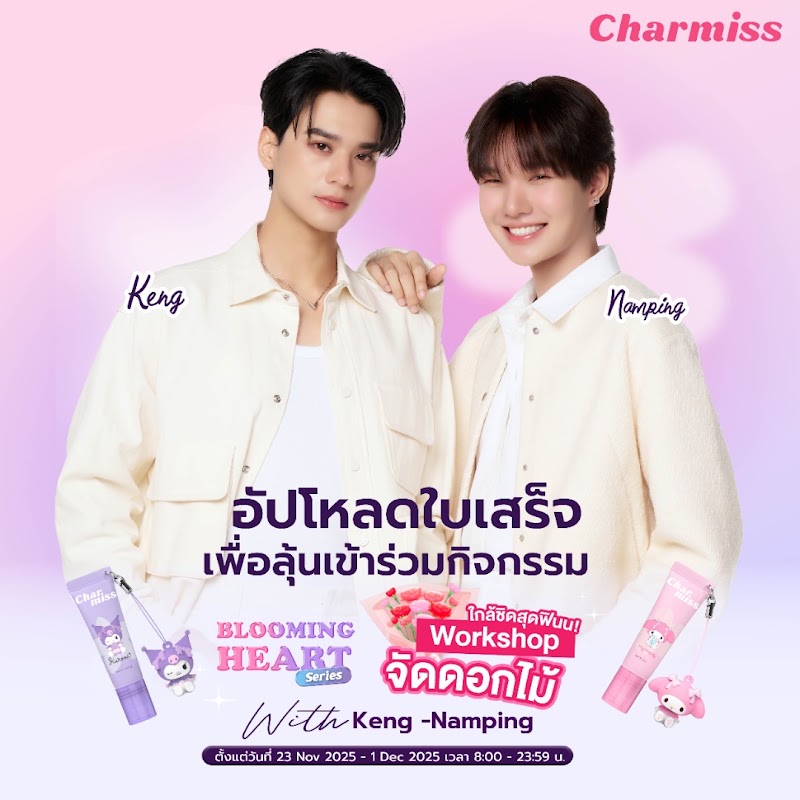 Charmiss
Keng
Namping
อัปโหลดใบเสร็จ
เพื่อลุ้นเข้าร่วมกิจกรรม
Char
miss
BLOOMING
HEART
Series
ใกล้ชิดสุดฟินน!
Workshop
จัดดอกไม้
Char
miss
With Keng -Namping
ตั้งแต่วันที่ 23 Nov 2025 - 1 Dec 2025 เวลา 8:00 - 23:59 น.